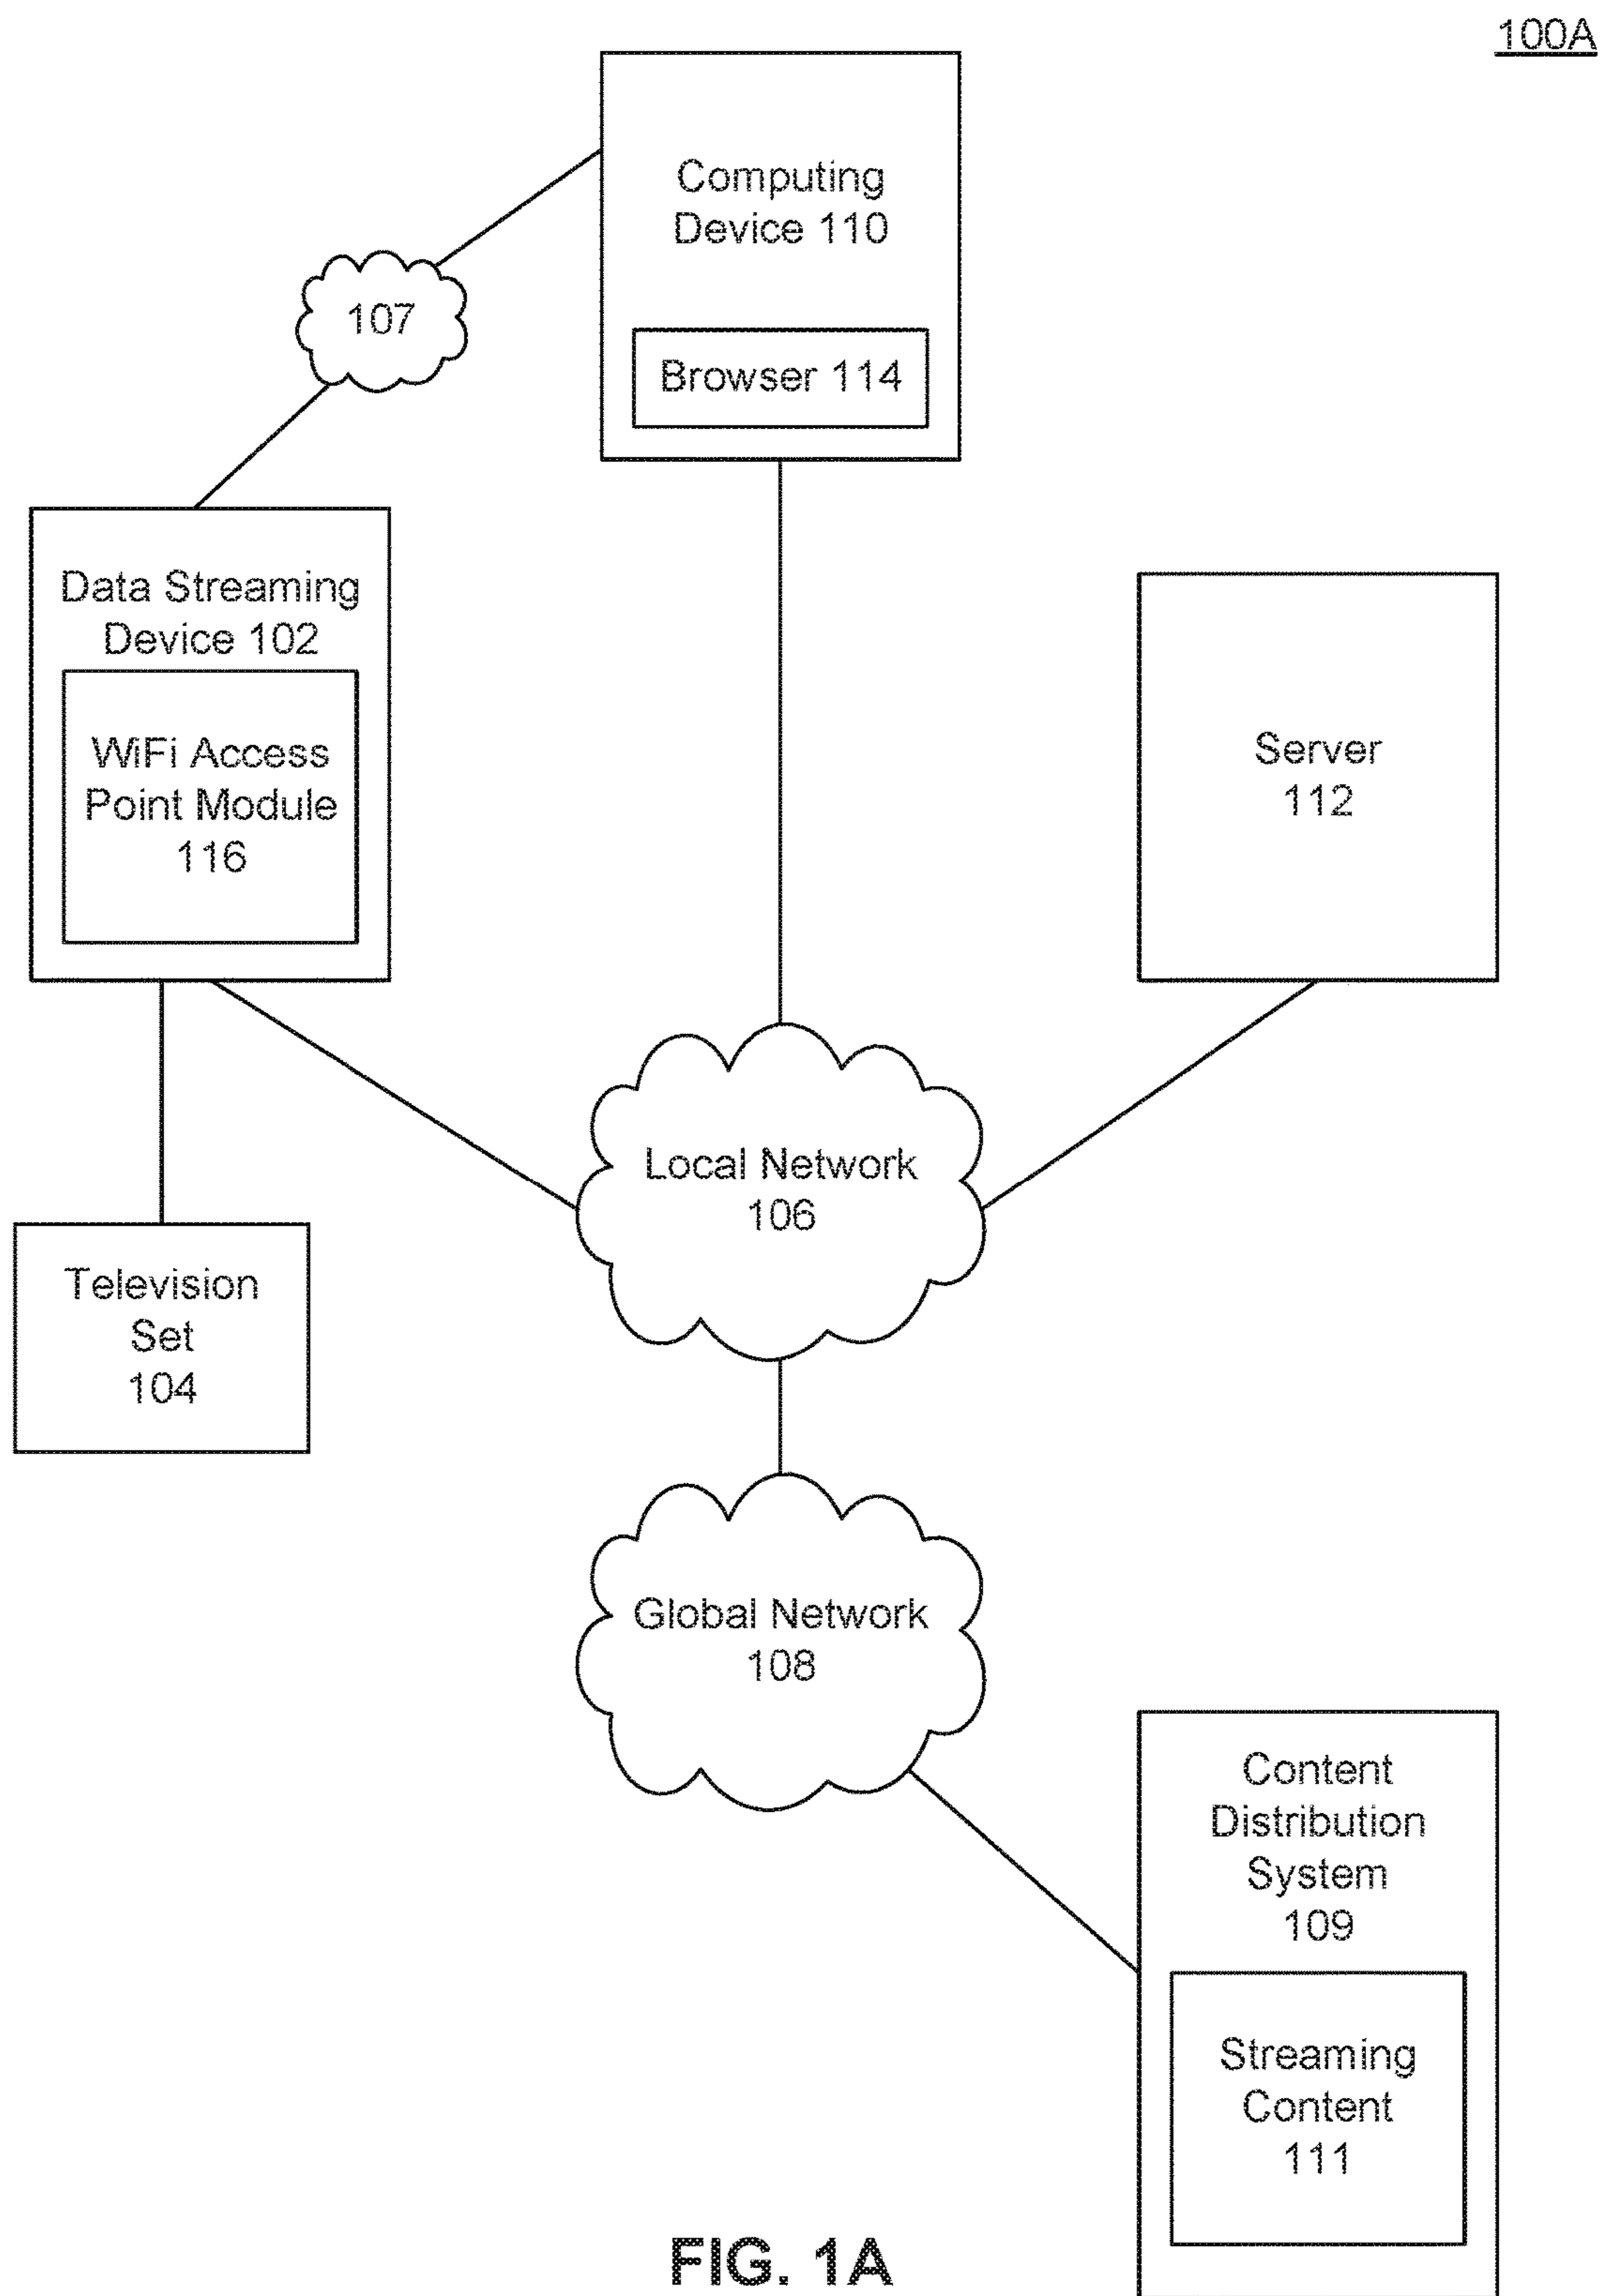 100A
Computing
Device 110
107
Browser 114
Data Streaming
Device 102
WiFi Access
Point Module
116
Server
112
Local Network
106
Television
Set
104
Global Network
108
Content
Distribution
System
109
Streaming
Content
111
FIG. 1A